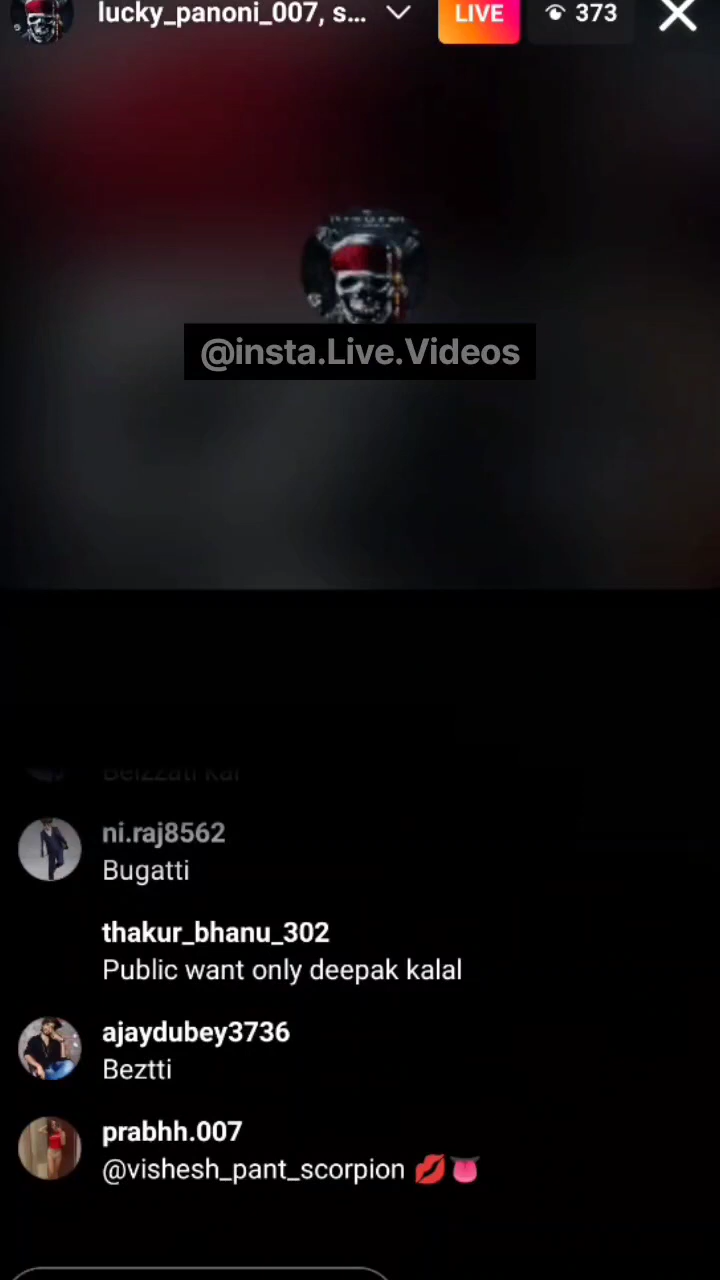 lucky_panoni_007, s...
LIVE
373
@insta.Live.Videos
Beizzati kar
ni.raj8562
Bugatti
thakur_bhanu_302
Public want only deepak kalal
ajaydubey3736
Beztti
prabhh.007
@vishesh_pant_scorpion 💋👅